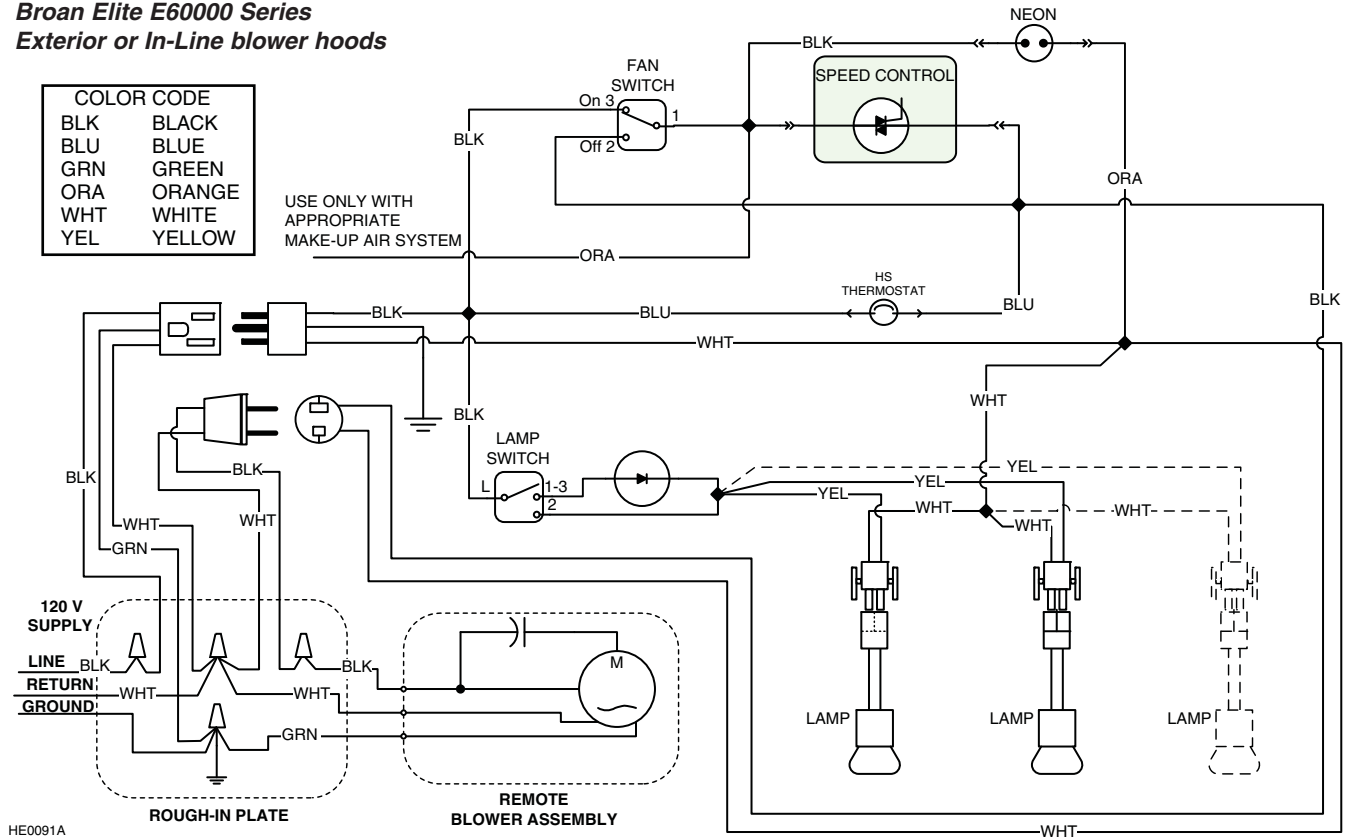 Broan Elite E60000 Series
Exterior or In-Line blower hoods
COLOR CODE
BLK BLACK
BLU BLUE
GRN GREEN
ORA ORANGE
WHT WHITE
YEL YELLOW
NEON
BLK
FAN
SWITCH
SPEED CONTROL
On 3
1
BLK
Off 2
ORA
USE ONLY WITH
APPROPRIATE
MAKE-UP AIR SYSTEM
ORA
HS
THERMOSTAT
BLK
BLU
BLU
BLK
WHT
WHT
BLK
LAMP
SWITCH
L
1-3
2
BLK
BLK
YEL
YEL
YEL
WHT
WHT
WHT
WHT
WHT
GRN
120 V
SUPPLY
LINE
BLK
BLK
M
RETURN
WHT
WHT
GROUND
GRN
LAMP
LAMP
LAMP
ROUGH-IN PLATE
REMOTE
BLOWER ASSEMBLY
HE0091A
WHT